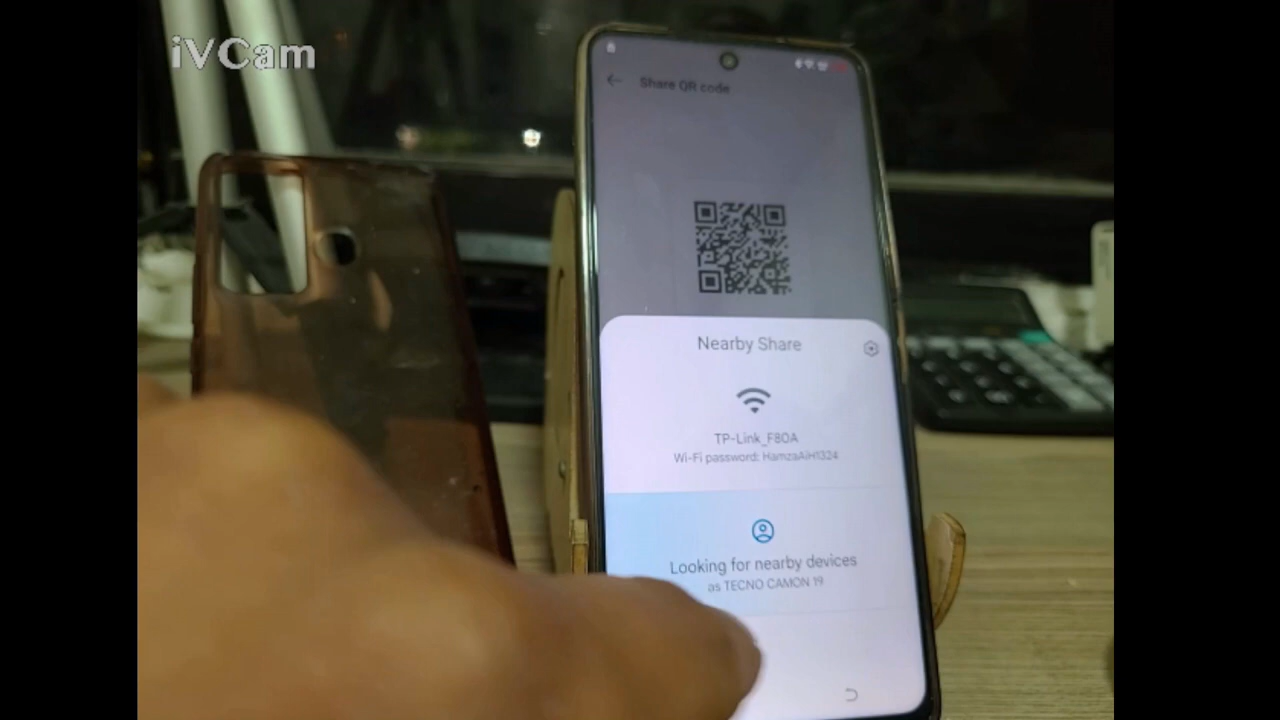 iVCam
Share QR code
Nearby Share
TP-Link_F80A
Wi-Fi password: HamzaAiH1324
Looking for nearby devices
as TECNO CAMON 19